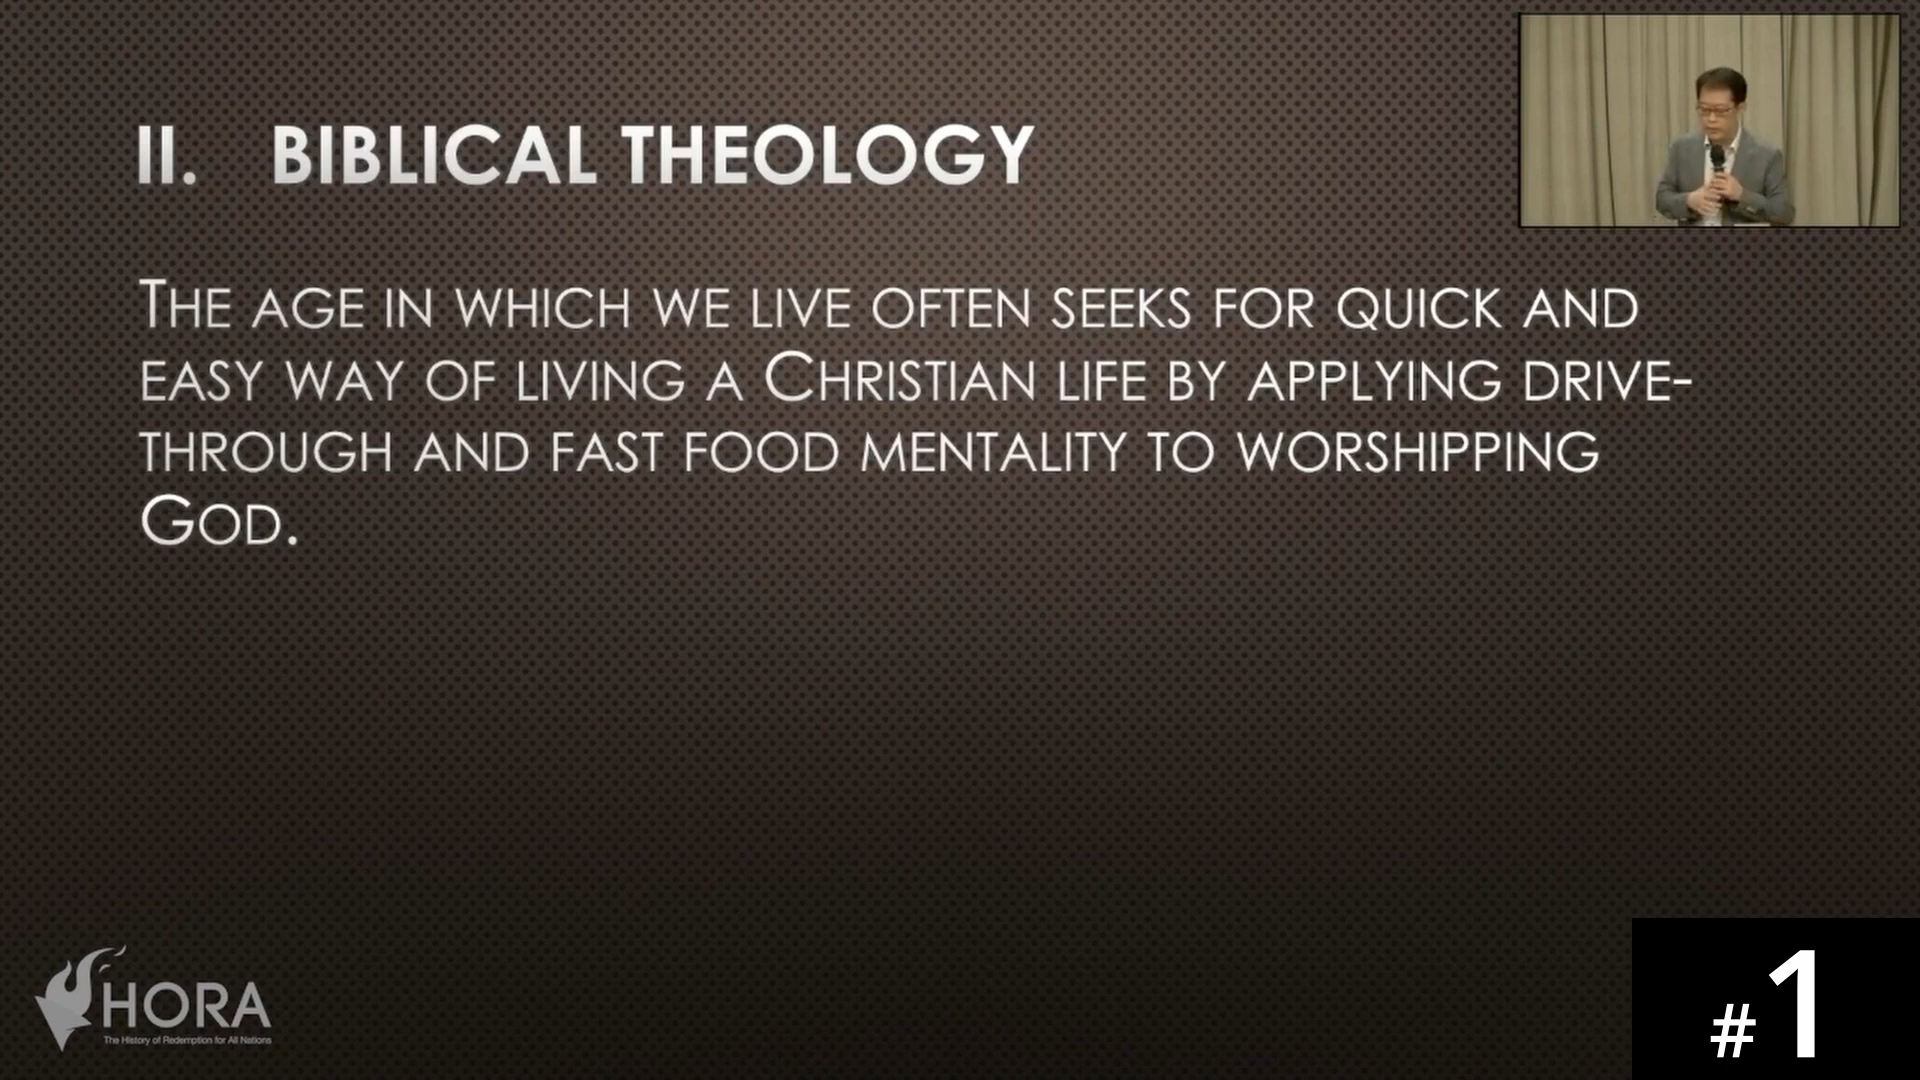 II. BIBLICAL THEOLOGY
THE AGE IN WHICH WE LIVE OFTEN SEEKS FOR QUICK AND
EASY WAY OF LIVING A CHRISTIAN LIFE BY APPLYING DRIVE-
THROUGH AND FAST FOOD MENTALITY TO WORSHIPPING
GOD.
HORA
The History of Redemption for All Nations
#1